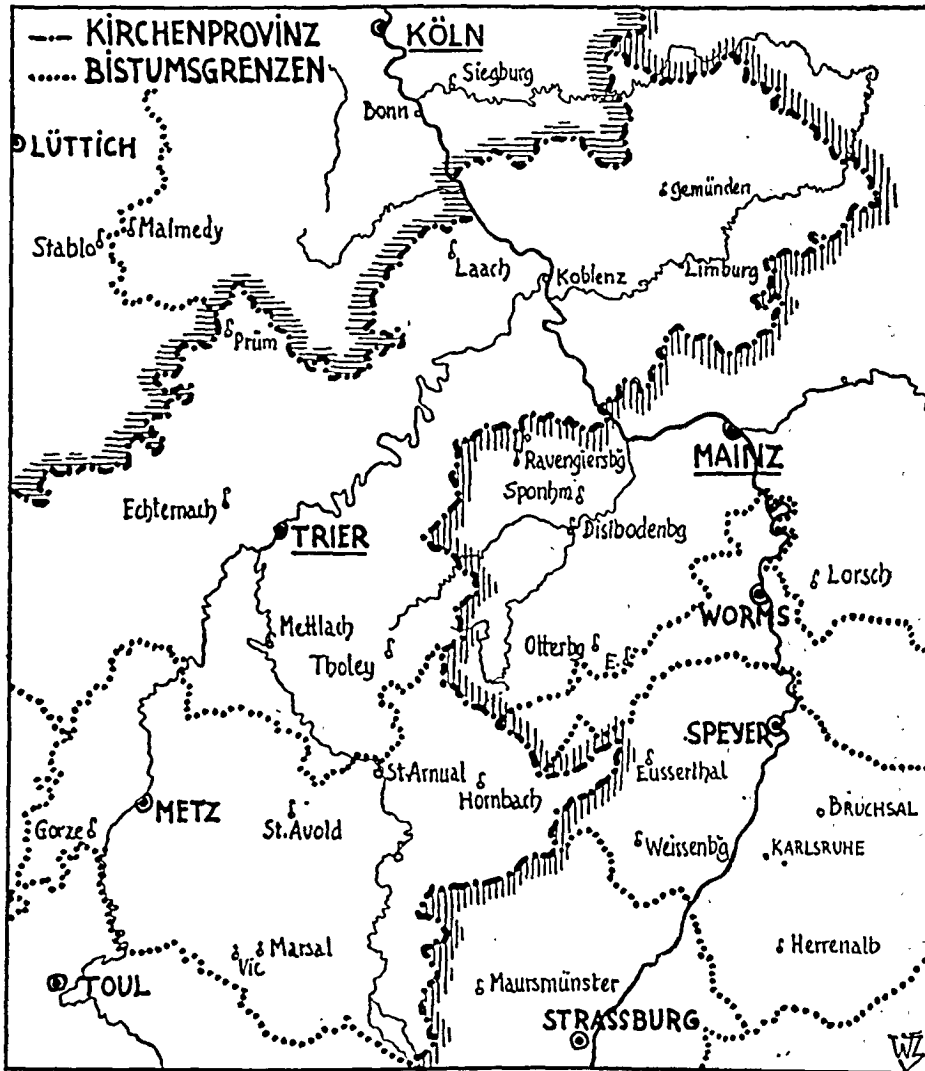 KIRCHENPROVINZ
BISTUMSGRENZEN
KÖLN
Siegburg
Bonn
LÜTTICH
Gemünden
Stablo
Malmedy
Laach
Koblenz
Limburg
Prüm
MAINZ
Ravengiersbg
Sponhm
Echternach
TRIER
Disibodenbg
Lorsch
WORMS
Mettlach
Tholey
Otterbg
E.
SPEYER
St.Arnual
Hornbach
Eusserthal
METZ
St.Avold
Gorze
BRUCHSAL
Weissenbg
KARLSRUHE
Vic
Marsal
Herrenalb
TOUL
Maursmünster
STRASSBURG
WZ